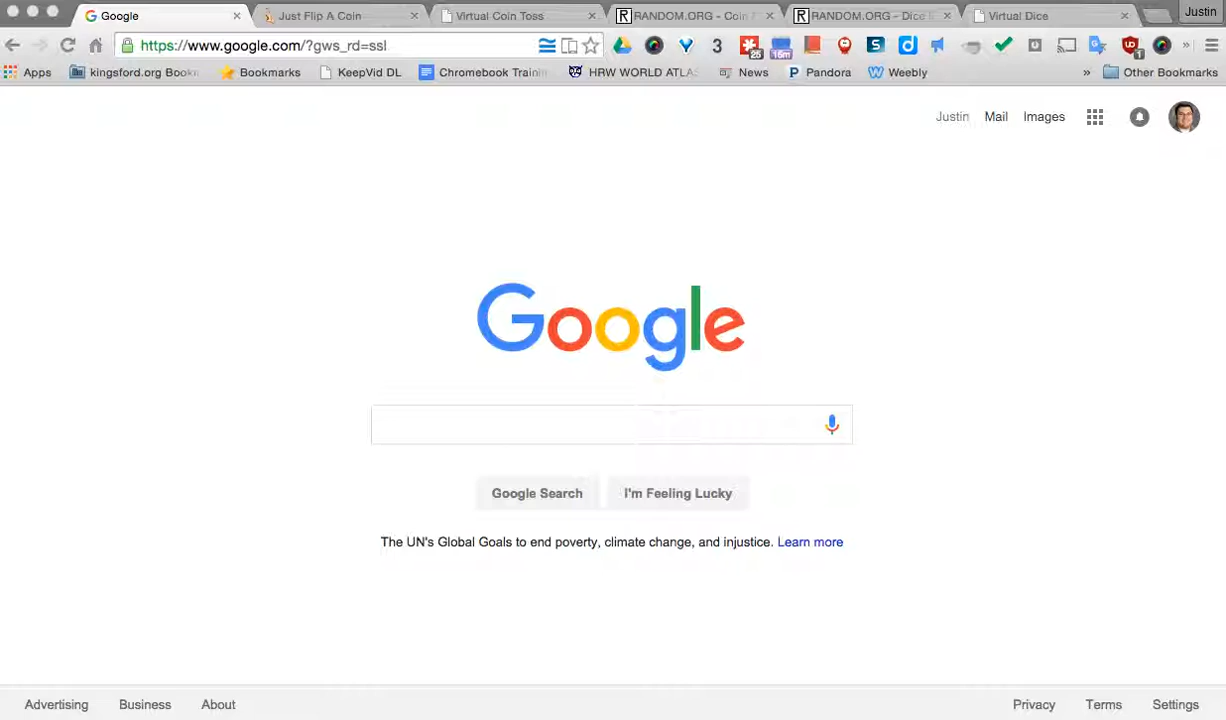 Google
Just Flip A Coin
Virtual Coin Toss
RANDOM.ORG - Coin
RANDOM.ORG - Dice
Virtual Dice
Justin
https://www.google.com/?gws_rd=ssl
3
25
16m
1
Apps
kingsford.org Book
Bookmarks
KeepVid DL
Chromebook Trainin
HRW WORLD ATLAS
News
Pandora
Weebly
»
Other Bookmarks
Justin Mail Images
Google
Google Search
I'm Feeling Lucky
The UN's Global Goals to end poverty, climate change, and injustice. Learn more
Advertising Business About
Privacy Terms Settings